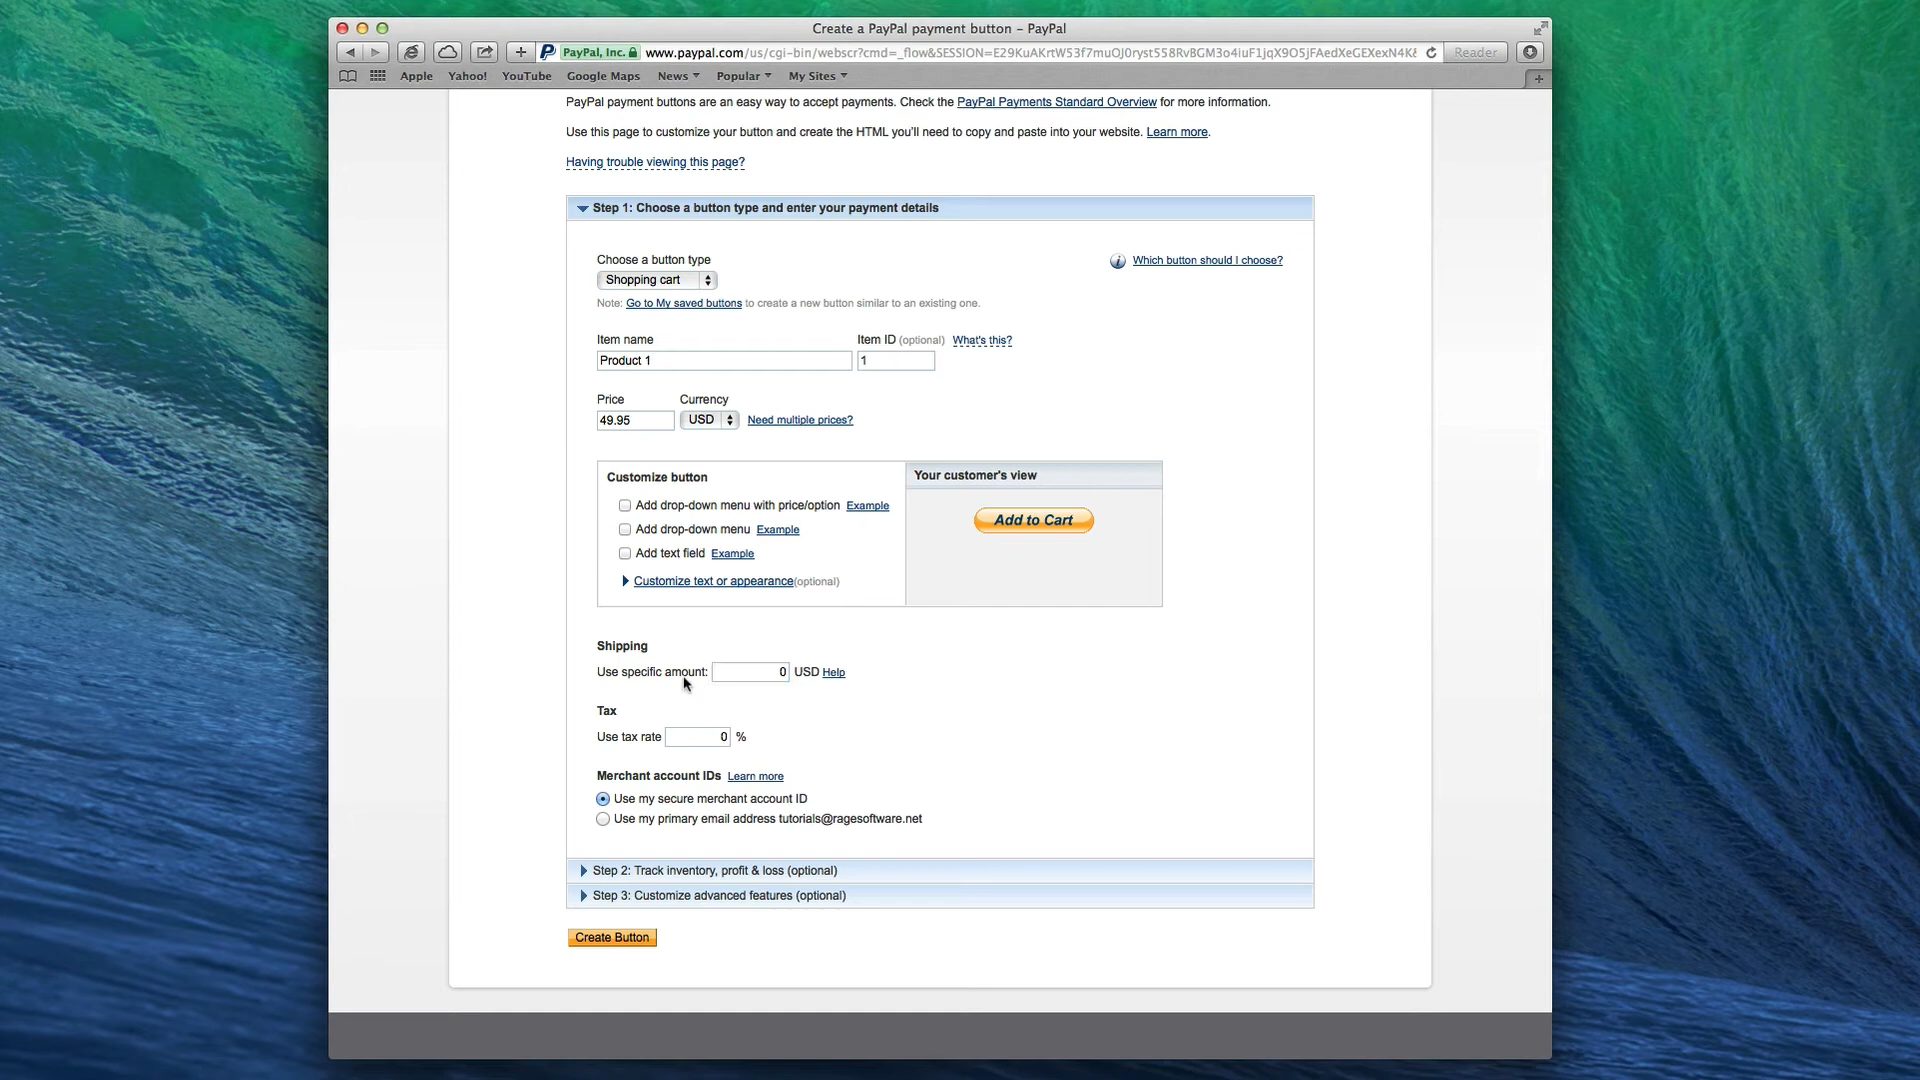 Create a PayPal payment button – PayPal
PayPal, Inc. www.paypal.com/us/cgi-bin/webscr?cmd=_flow&SESSION= Reader
Apple Yahoo! YouTube Google Maps News Popular My Sites
PayPal payment buttons are an easy way to accept payments. Check the PayPal Payments Standard Overview for more information.
Use this page to customize your button and create the HTML you'll need to copy and paste into your website. Learn more.
Having trouble viewing this page?
Step 1: Choose a button type and enter your payment details
Choose a button type
Which button should I choose?
Shopping cart
Note: Go to My saved buttons to create a new button similar to an existing one.
Item name Item ID (optional) What's this?
Product 1 1
Price Currency
49.95 USD Need multiple prices?
Customize button Your customer's view
Add drop-down menu with price/option Example
Add to Cart
Add drop-down menu Example
Add text field Example
Customize text or appearance(optional)
Shipping
Use specific amount: 0 USD Help
Tax
Use tax rate 0 %
Merchant account IDs Learn more
Use my secure merchant account ID
Use my primary email address tutorials@ragesoftware.net
Step 2: Track inventory, profit & loss (optional)
Step 3: Customize advanced features (optional)
Create Button